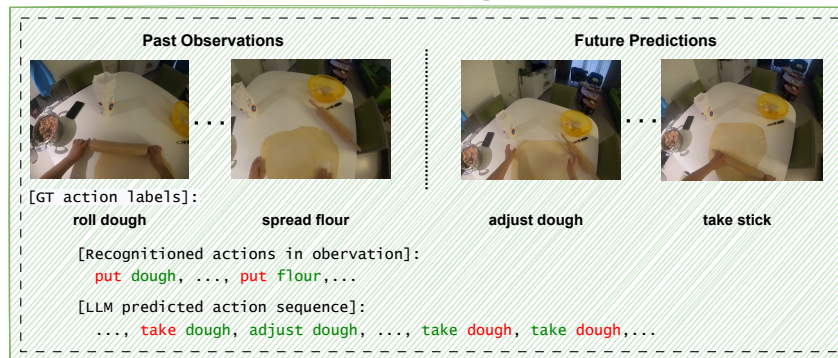 Past Observations
Future Predictions
[GT action labels]:
roll dough
spread flour
adjust dough
take stick
[Recognitioned actions in obervation]:
put dough, ..., put flour,...
[LLM predicted action sequence]:
..., take dough, adjust dough, ..., take dough, take dough,...